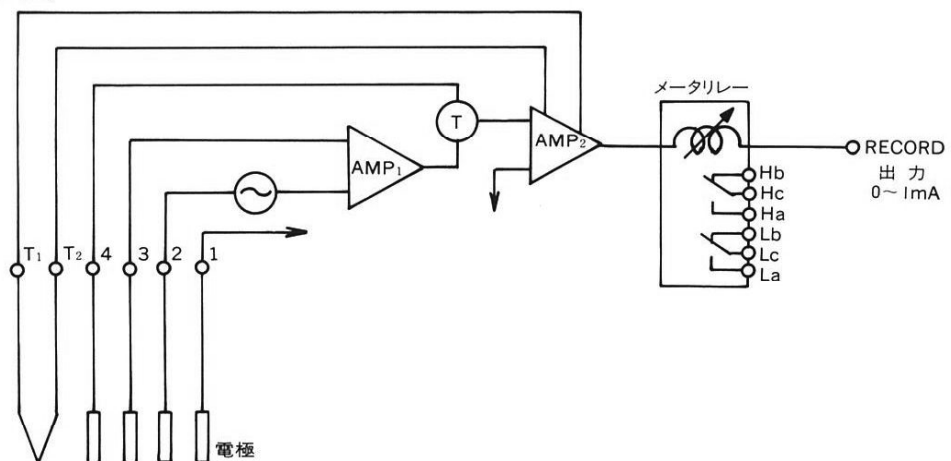 メータリレー
T
AMP₁
AMP₂
RECORD
出力
0～1mA
Hb
Hc
Ha
Lb
Lc
La
T₁ T₂ 4 3 2 1
電極